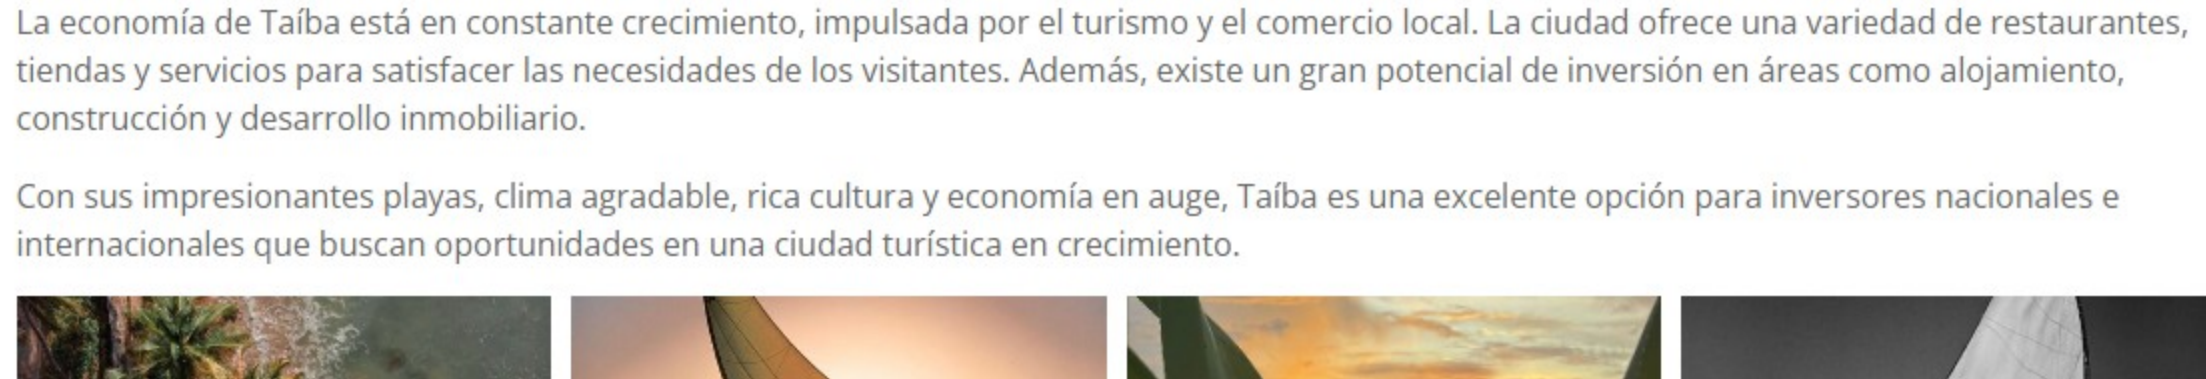 La economía de Taíba está en constante crecimiento, impulsada por el turismo y el comercio local. La ciudad ofrece una variedad de restaurantes,
tiendas y servicios para satisfacer las necesidades de los visitantes. Además, existe un gran potencial de inversión en áreas como alojamiento,
construcción y desarrollo inmobiliario.
Con sus impresionantes playas, clima agradable, rica cultura y economía en auge, Taíba es una excelente opción para inversores nacionales e
internacionales que buscan oportunidades en una ciudad turística en crecimiento.